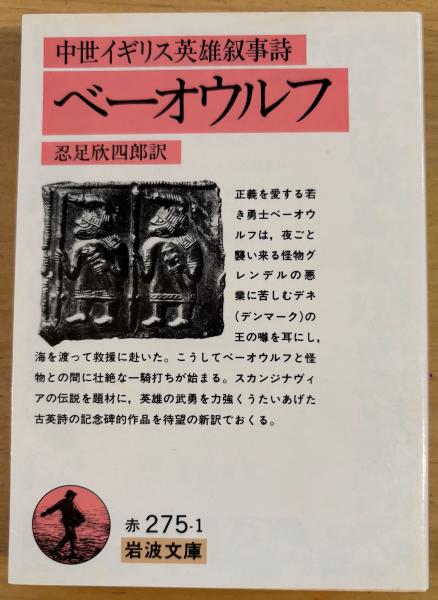 中世イギリス英雄叙事詩
ベーオウルフ
忍足欣四郎訳
正義を愛する若
き勇士ベーオウ
ルフは，夜ごと
襲い来る怪物グ
レンデルの悪
業に苦しむデネ
(デンマーク)の
王の噂を耳にし，
海を渡って救援に赴いた。こうしてベーオウルフと怪
物との間に壮絶な一騎打ちが始まる。スカンジナヴィ
アの伝説を題材に，英雄の武勇を力強くうたいあげた
古英詩の記念碑的作品を待望の新訳でおくる。
赤 275-1
岩波文庫